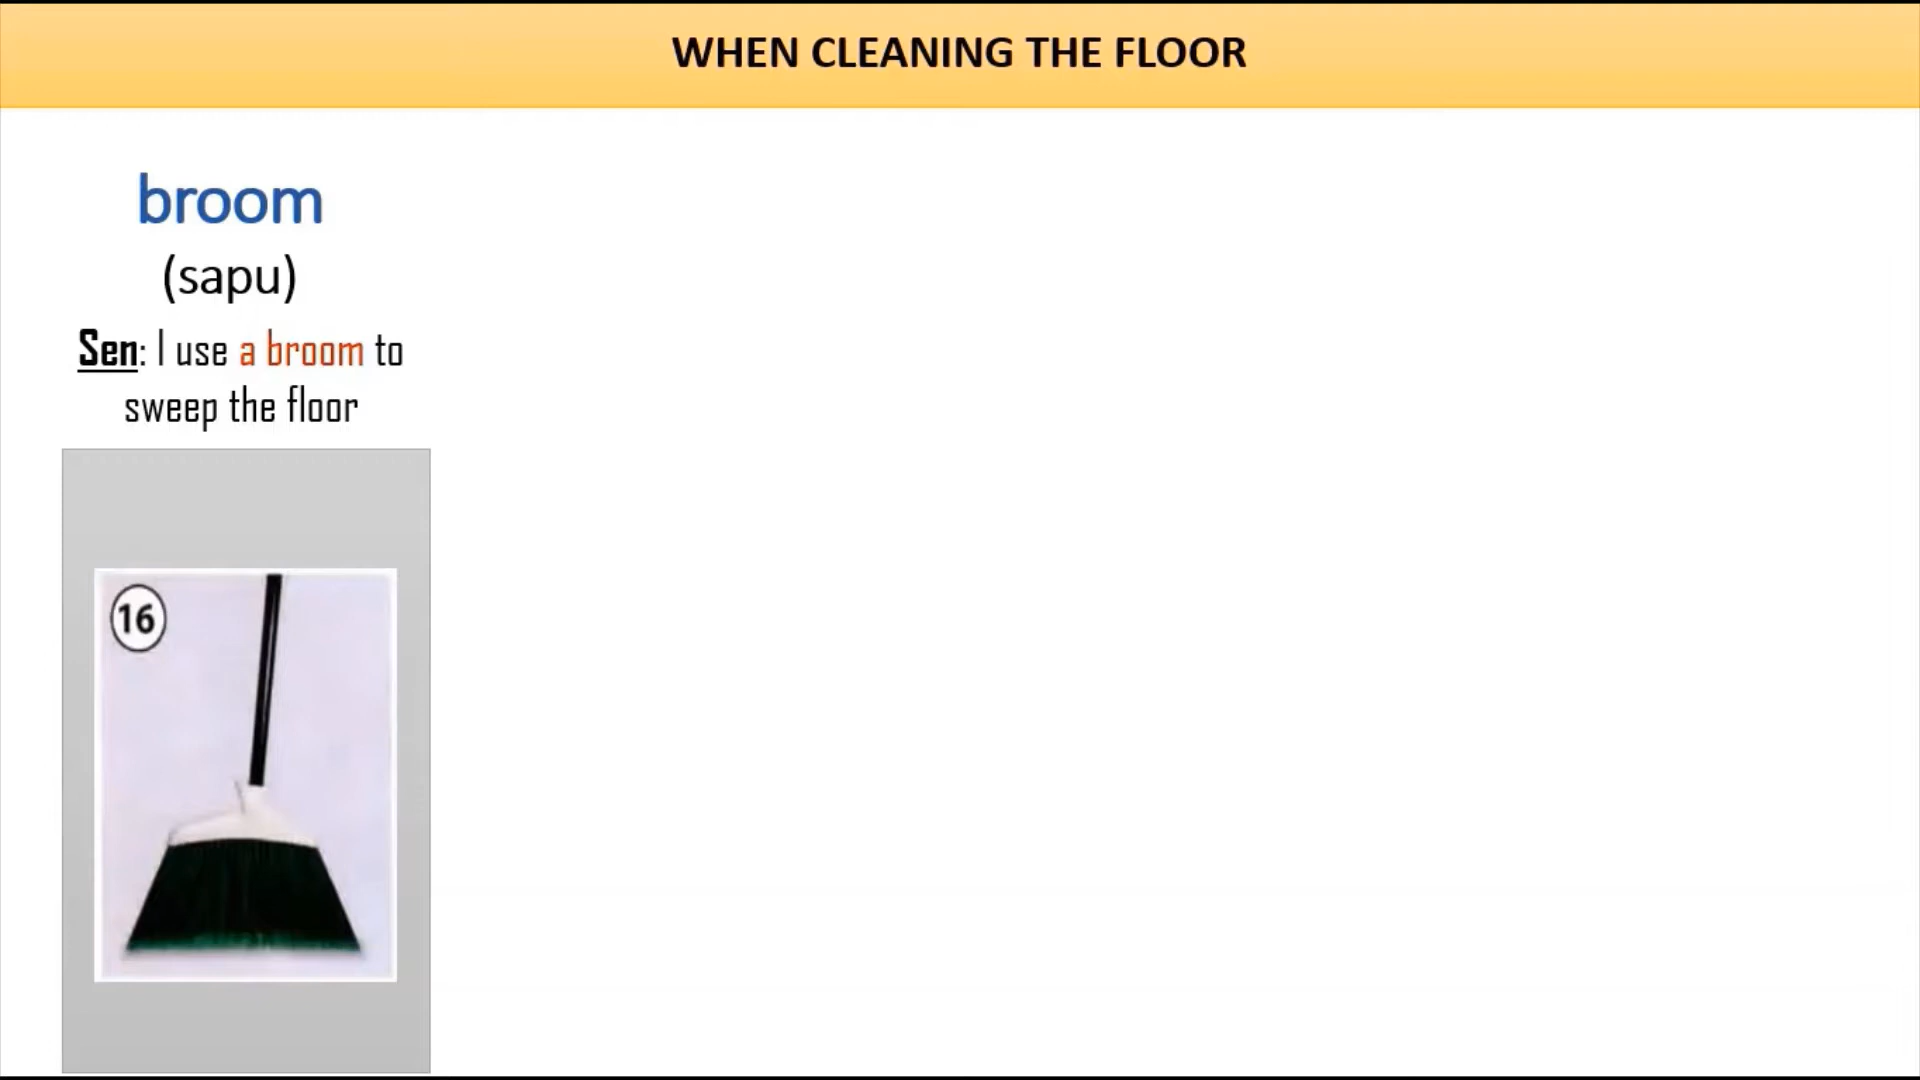 WHEN CLEANING THE FLOOR
broom
(sapu)
Sen: I use a broom to
sweep the floor
16